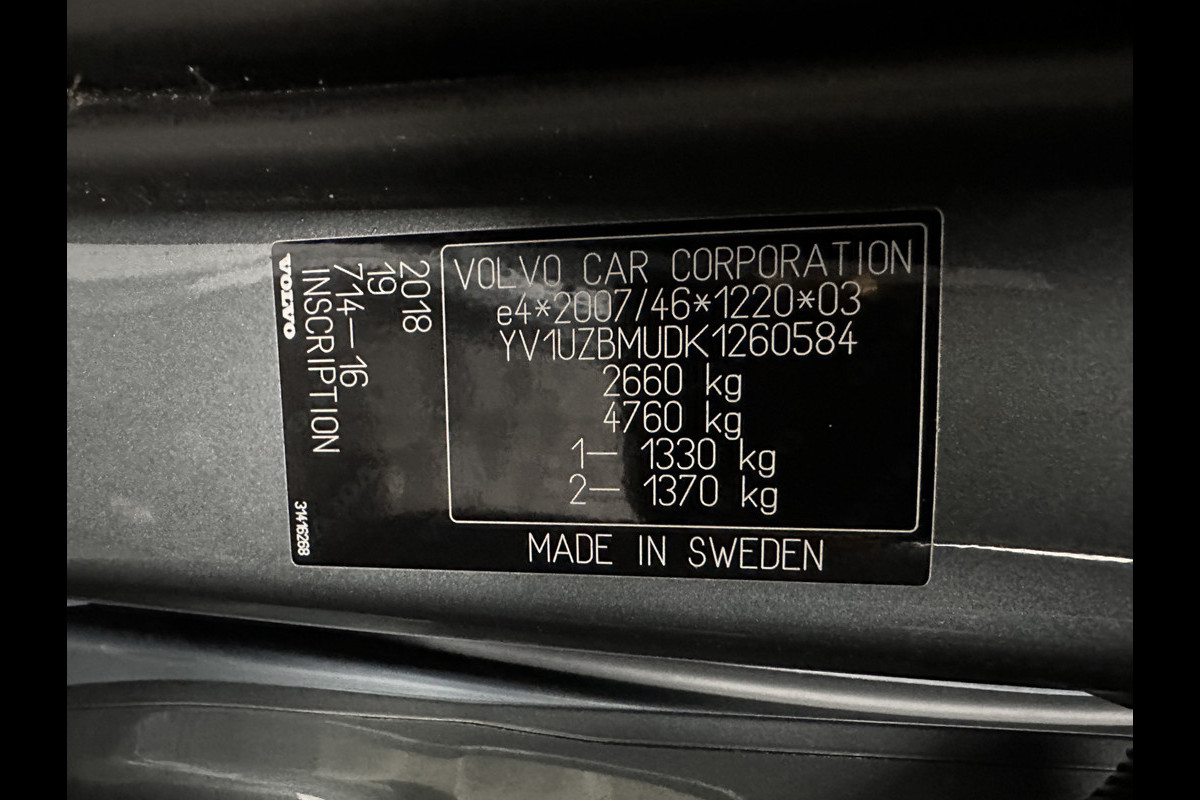 VOLVO CAR CORPORATION
e4*2007/46*1220*03
YV1UZBMUDK1260584
2660 kg
4760 kg
1— 1330 kg
2— 1370 kg
MADE IN SWEDEN
2018
19
714—16
INSCRIPTION
VOLVO
31416268